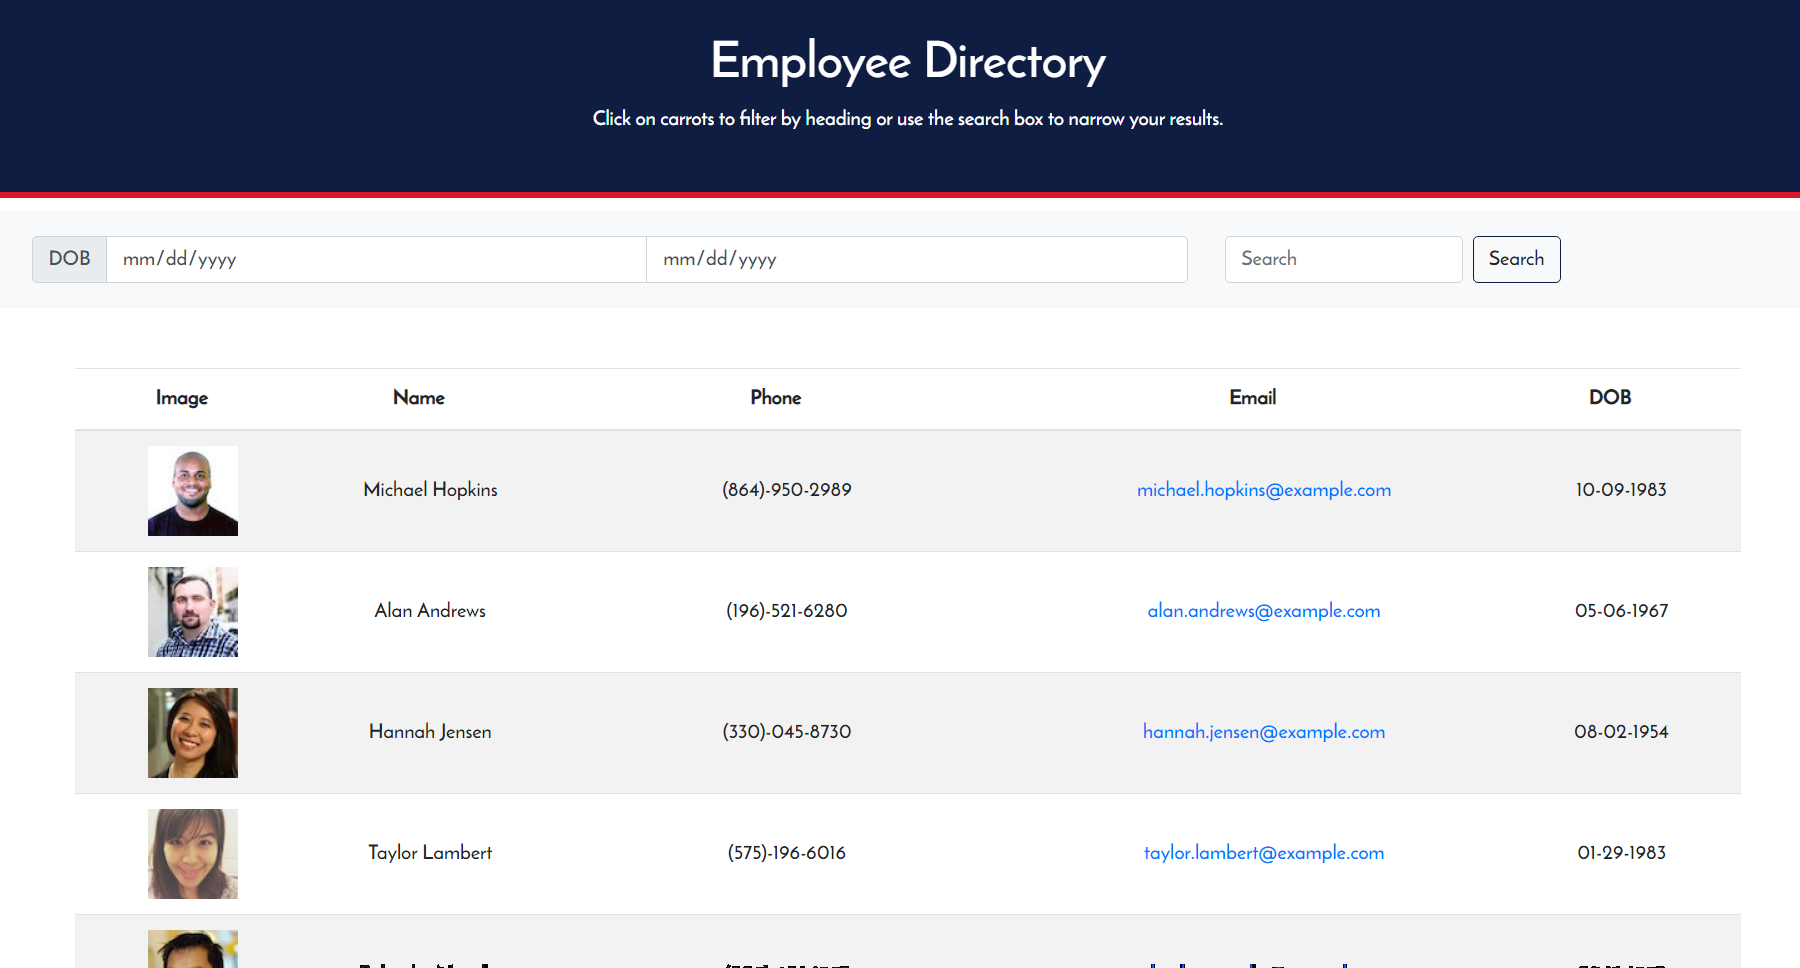 Employee Directory
Click on carrots to filter by heading or use the search box to narrow your results.
DOB mm/dd/yyyy mm/dd/yyyy Search Search
Image Name Phone Email DOB
Michael Hopkins (864)-950-2989 michael.hopkins@example.com 10-09-1983
Alan Andrews (196)-521-6280 alan.andrews@example.com 05-06-1967
Hannah Jensen (330)-045-8730 hannah.jensen@example.com 08-02-1954
Taylor Lambert (575)-196-6016 taylor.lambert@example.com 01-29-1983